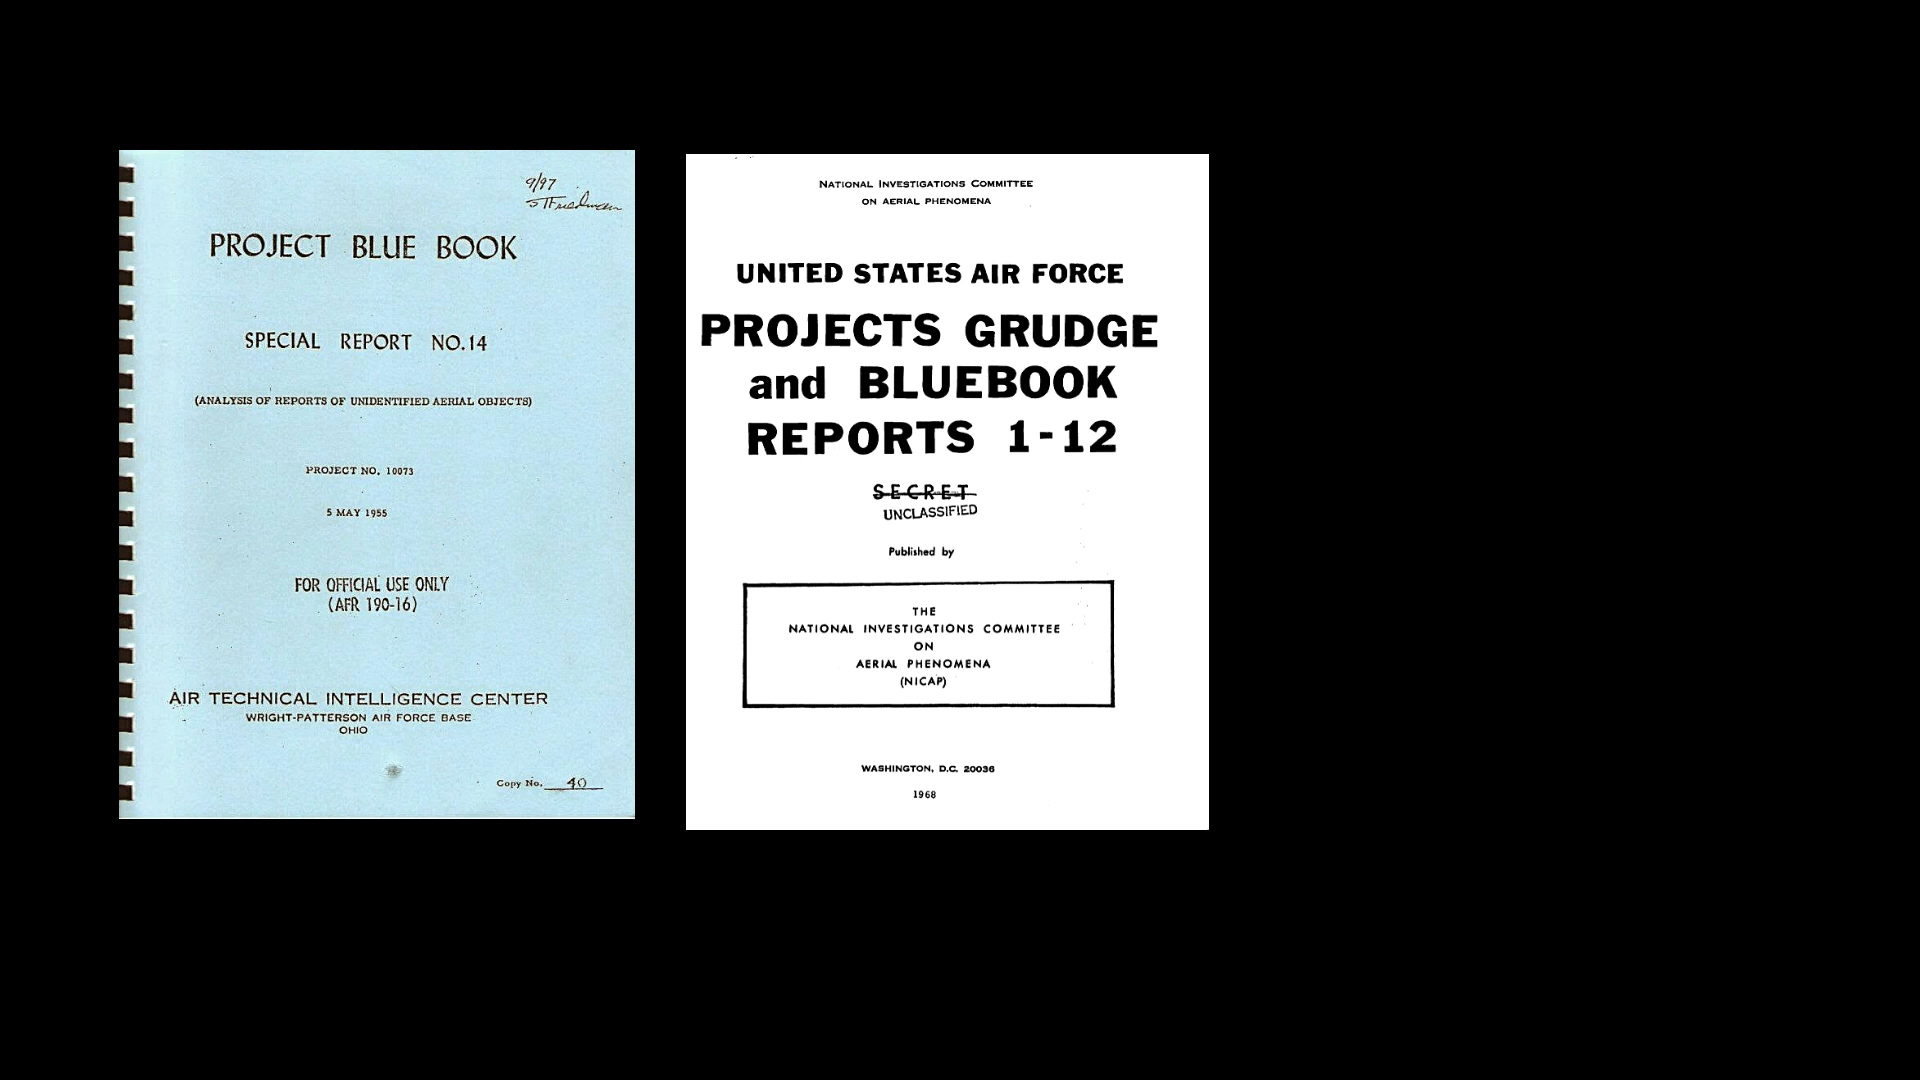 9/97
STFriedman
PROJECT BLUE BOOK
SPECIAL REPORT NO.14
(ANALYSIS OF REPORTS OF UNIDENTIFIED AERIAL OBJECTS)
PROJECT NO. 10073
5 MAY 1955
FOR OFFICIAL USE ONLY
(AFR 190-16)
AIR TECHNICAL INTELLIGENCE CENTER
WRIGHT-PATTERSON AIR FORCE BASE
OHIO
Copy No. 40
NATIONAL INVESTIGATIONS COMMITTEE
ON AERIAL PHENOMENA
UNITED STATES AIR FORCE
PROJECTS GRUDGE
and BLUEBOOK
REPORTS 1-12
SECRET
UNCLASSIFIED
Published by
THE
NATIONAL INVESTIGATIONS COMMITTEE
ON
AERIAL PHENOMENA
(NICAP)
WASHINGTON, D.C. 20036
1968